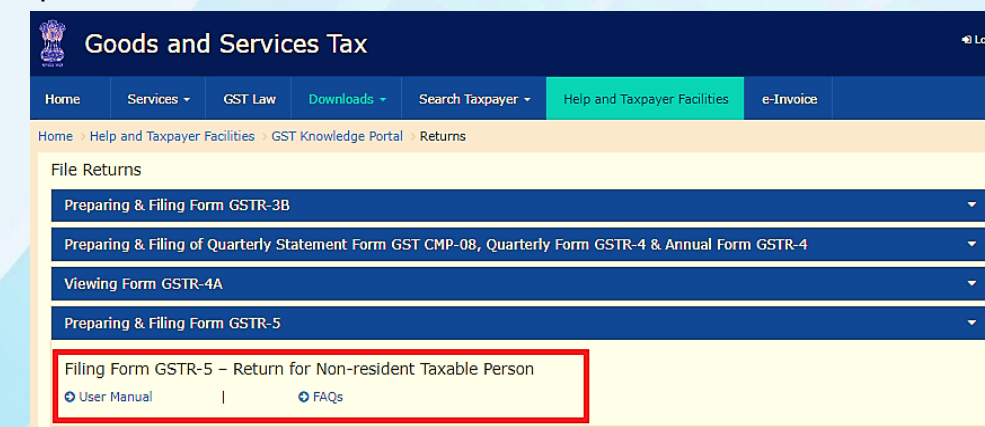 Goods and Services Tax
Home Services GST Law Downloads Search Taxpayer Help and Taxpayer Facilities e-Invoice
Home > Help and Taxpayer Facilities > GST Knowledge Portal > Returns
File Returns
Preparing & Filing Form GSTR-3B
Preparing & Filing of Quarterly Statement Form GST CMP-08, Quarterly Form GSTR-4 & Annual Form GSTR-4
Viewing Form GSTR-4A
Preparing & Filing Form GSTR-5
Filing Form GSTR-5 – Return for Non-resident Taxable Person
User Manual | FAQs